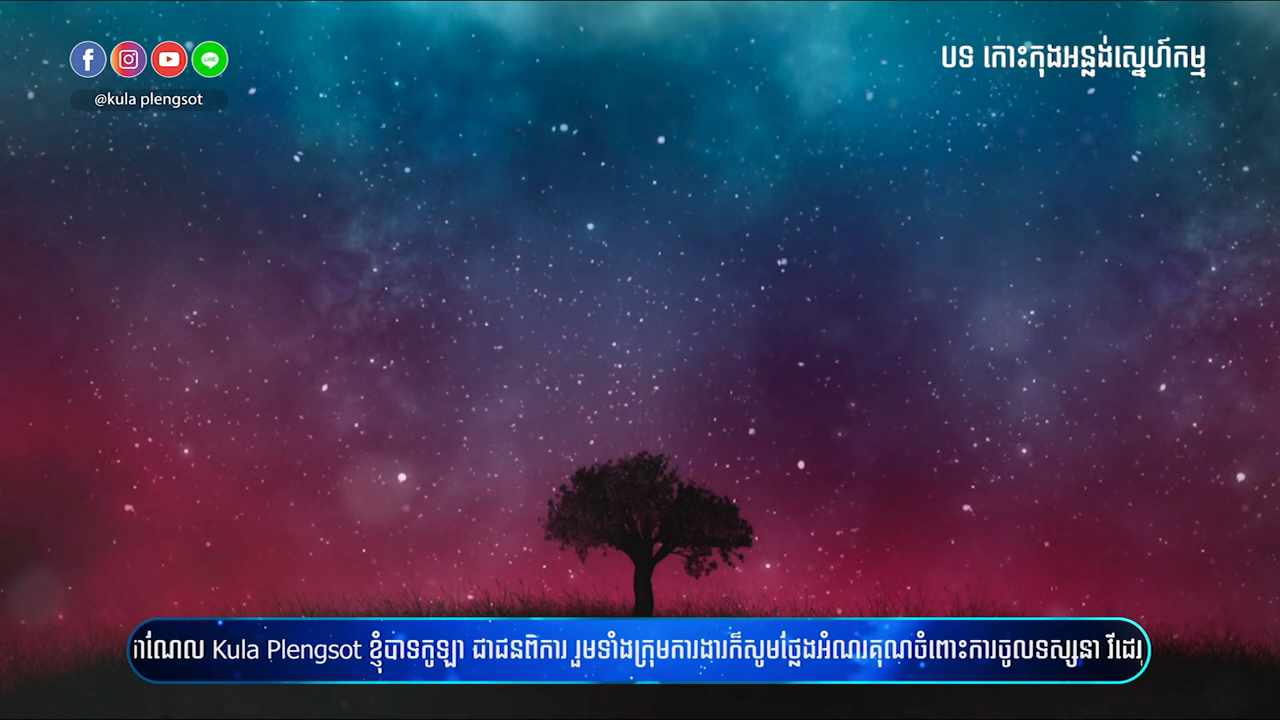 បទ កោះកុងអន្លង់ស្នេហ៍កម្ម
LINE
@kula plengsot
Kula Plengsot ខ្ញុំបាទកូឡា ជាជនពិការ រួមទាំងក្រុមការងារក៏សូមថ្លែងអំណរគុណចំពោះការចូលទស្សនា